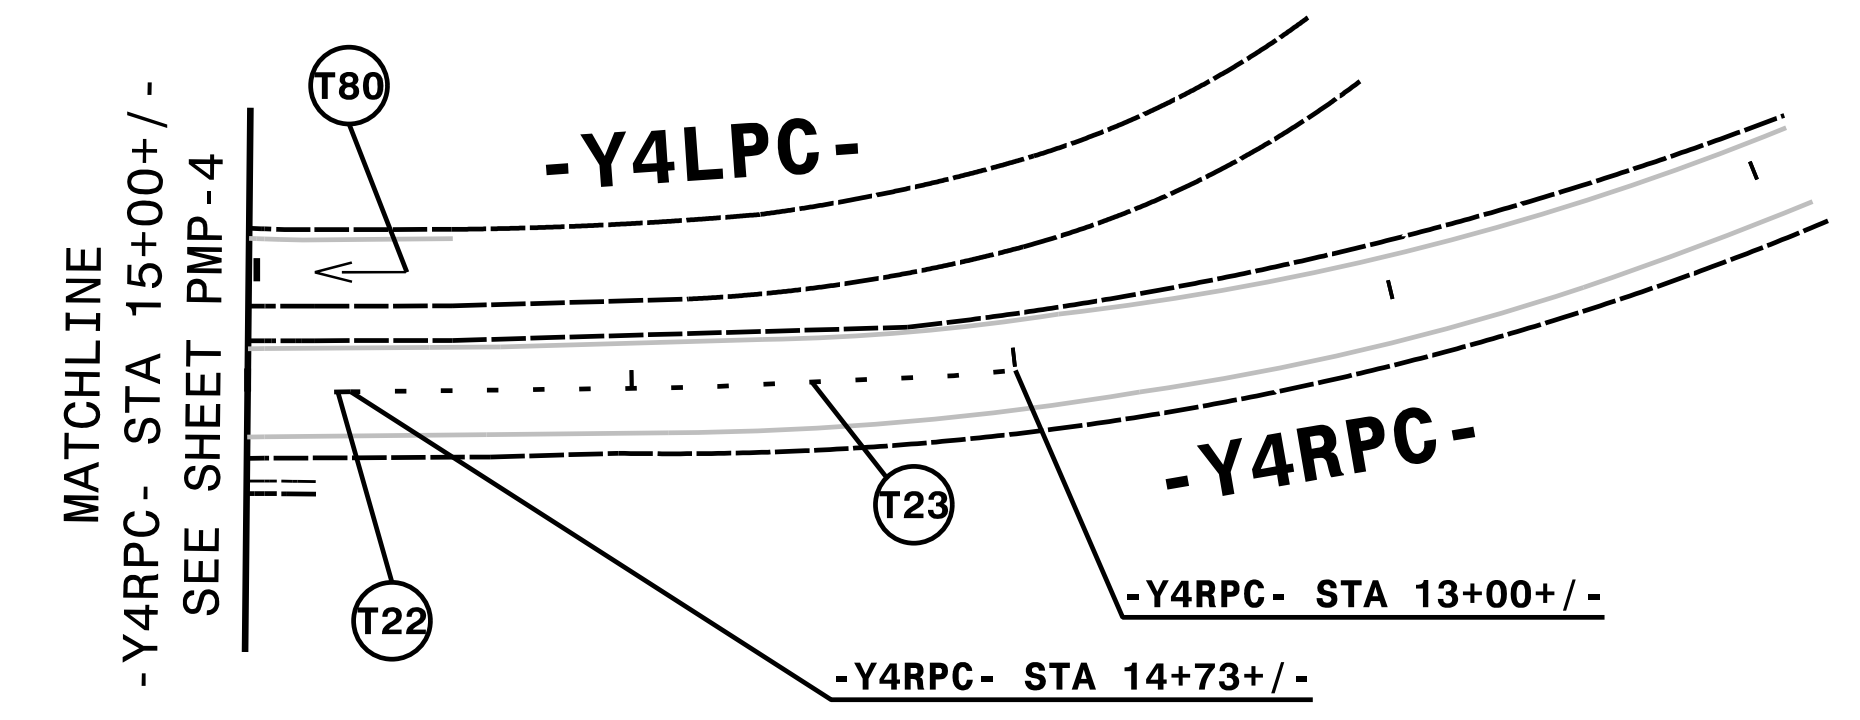 MATCHLINE
-Y4RPC- STA 15+00+/-
SEE SHEET PMP-4
T80
-Y4LPC-
T23
-Y4RPC-
T22
-Y4RPC- STA 13+00+/-
-Y4RPC- STA 14+73+/-